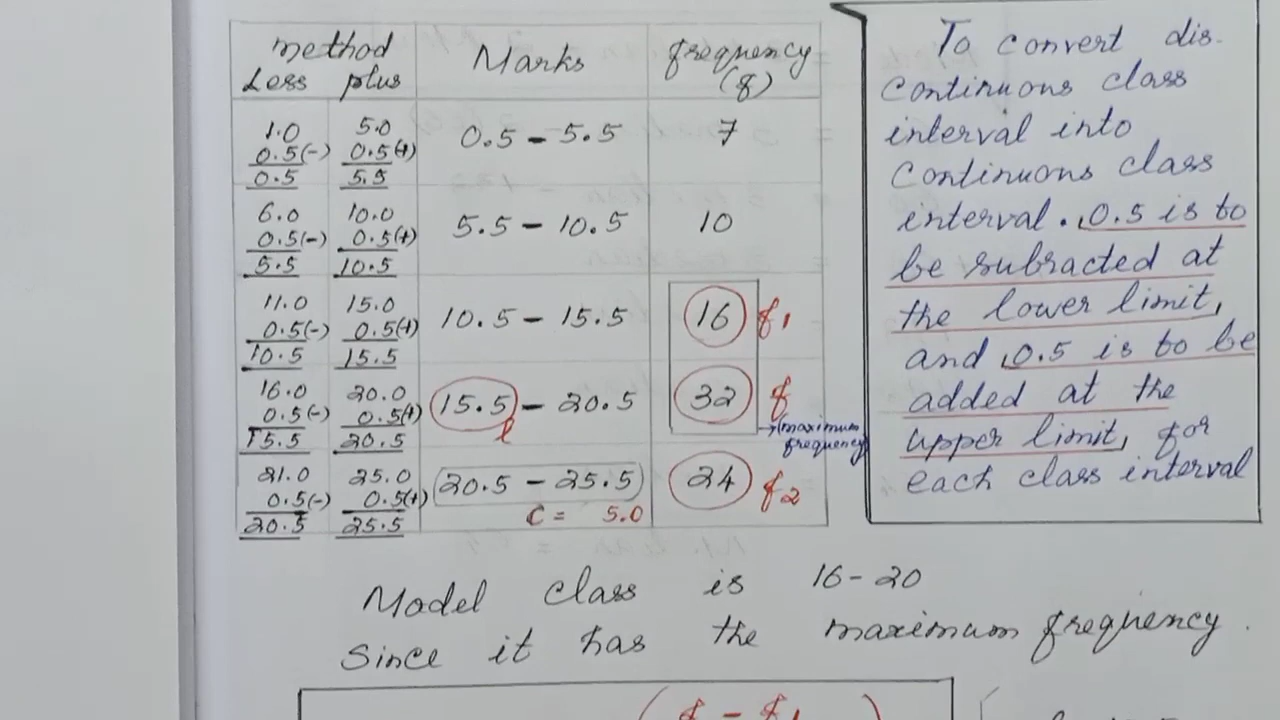 method
Less plus
Marks
frequency
(f)
1.0 5.0
0.5(-) 0.5(+)
0.5 5.5
0.5 - 5.5
7
6.0 10.0
0.5(-) 0.5(+)
5.5 10.5
5.5 - 10.5
10
11.0 15.0
0.5(-) 0.5(+)
10.5 15.5
10.5 - 15.5
16 f1
16.0 20.0
0.5(-) 0.5(+)
15.5 20.5
15.5 - 20.5
l
32 f
(maximum
frequency)
21.0 25.0
0.5(-) 0.5(+)
20.5 25.5
20.5 - 25.5
c = 5.0
24 f2
To convert dis.
continuous class
interval into
continuous class
interval. 0.5 is to
be subracted at
the lower limit,
and 0.5 is to be
added at the
upper limit, for
each class interval
Model class is 16-20
Since it has the maximum frequency.
f - f1